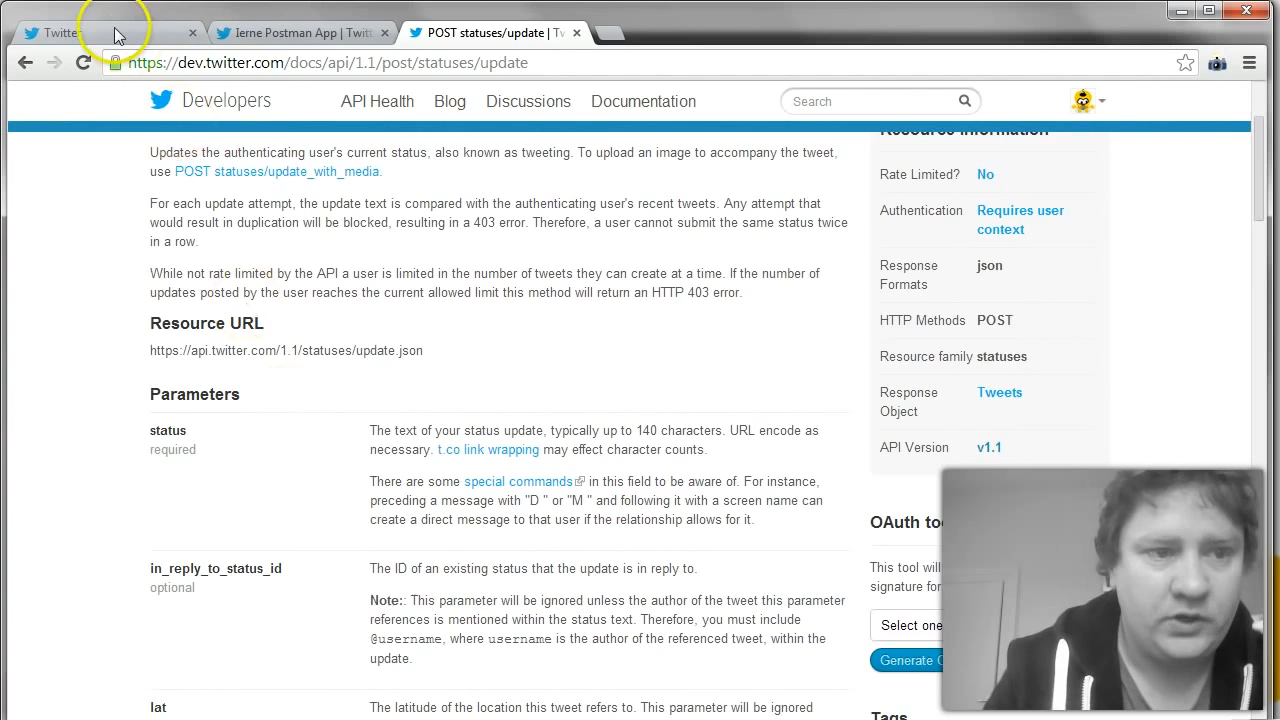 Twitter
Ierne Postman App | Twitt
POST statuses/update | Tw
https://dev.twitter.com/docs/api/1.1/post/statuses/update
Developers
API Health
Blog
Discussions
Documentation
Search
Updates the authenticating user's current status, also known as tweeting. To upload an image to accompany the tweet,
use POST statuses/update_with_media.
For each update attempt, the update text is compared with the authenticating user's recent tweets. Any attempt that
would result in duplication will be blocked, resulting in a 403 error. Therefore, a user cannot submit the same status twice
in a row.
While not rate limited by the API a user is limited in the number of tweets they can create at a time. If the number of
updates posted by the user reaches the current allowed limit this method will return an HTTP 403 error.
Resource URL
https://api.twitter.com/1.1/statuses/update.json
Parameters
status
required
The text of your status update, typically up to 140 characters. URL encode as
necessary. t.co link wrapping may effect character counts.
There are some special commands in this field to be aware of. For instance,
preceding a message with "D " or "M " and following it with a screen name can
create a direct message to that user if the relationship allows for it.
in_reply_to_status_id
optional
The ID of an existing status that the update is in reply to.
Note:: This parameter will be ignored unless the author of the tweet this parameter
references is mentioned within the status text. Therefore, you must include
@username, where username is the author of the referenced tweet, within the
update.
lat
The latitude of the location this tweet refers to. This parameter will be ignored
Resource Information
Rate Limited? No
Authentication Requires user
context
Response
Formats
json
HTTP Methods POST
Resource family statuses
Response
Object
Tweets
API Version v1.1
OAuth too
This tool will
signature for
Select one
Generate O
Tags